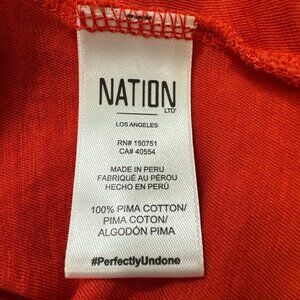 NATION
LTD
LOS ANGELES
RN# 150751
CA# 40554
MADE IN PERU
FABRIQUÉ AU PÉROU
HECHO EN PERÚ
100% PIMA COTTON/
PIMA COTON/
ALGODÓN PIMA
#PerfectlyUndone